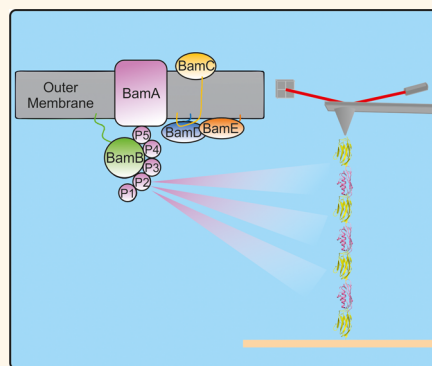 BamC
Outer
Membrane
BamA
P5
BamD
BamE
P4
BamB
P3
P2
P1